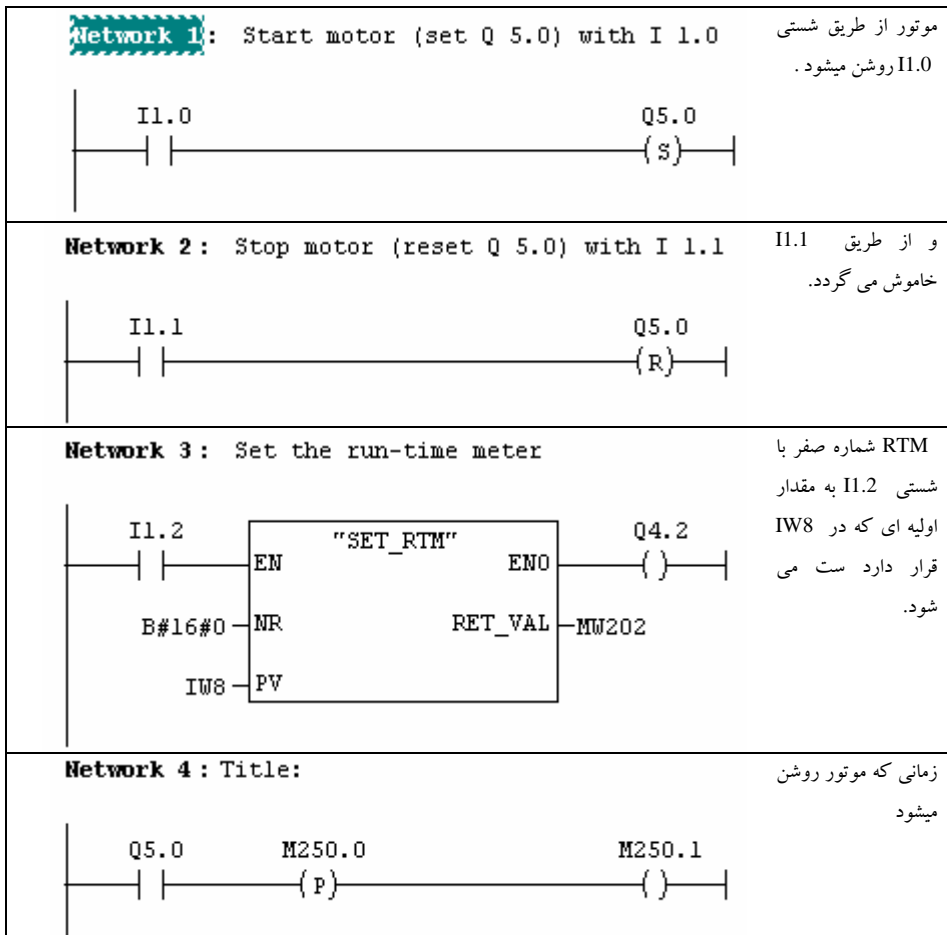 Network 1: Start motor (set Q 5.0) with I 1.0
I1.0
Q5.0
S
موتور از طریق شستی
I1.0 روشن میشود .
Network 2: Stop motor (reset Q 5.0) with I 1.1
I1.1
Q5.0
R
و از طریق I1.1
خاموش می گردد.
Network 3: Set the run-time meter
I1.2
"SET_RTM"
Q4.2
EN
ENO
B#16#0
NR
RET_VAL
MW202
IW8
PV
RTM شماره صفر با
شستی I1.2 به مقدار
اولیه ای که در IW8
قرار دارد ست می
شود.
Network 4: Title:
Q5.0
M250.0
M250.1
P
زمانی که موتور روشن
میشود